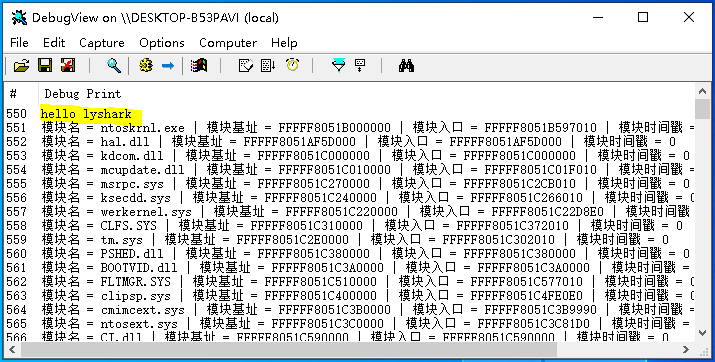 DebugView on \\DESKTOP-B53PAVI (local)
File Edit Capture Options Computer Help
# Debug Print
550 hello lyshark
551 模块名 = ntoskrnl.exe | 模块基址 = FFFFF8051B000000 | 模块入口 = FFFFF8051B597010 | 模块时间戳 =
552 模块名 = hal.dll | 模块基址 = FFFFF8051AF5D000 | 模块入口 = FFFFF8051AF5D000 | 模块时间戳 = 0
553 模块名 = kdcom.dll | 模块基址 = FFFFF8051C000000 | 模块入口 = FFFFF8051C000000 | 模块时间戳 = 0
554 模块名 = mcupdate.dll | 模块基址 = FFFFF8051C010000 | 模块入口 = FFFFF8051C01F010 | 模块时间戳 =
555 模块名 = msrpc.sys | 模块基址 = FFFFF8051C270000 | 模块入口 = FFFFF8051C2CB010 | 模块时间戳 = 0
556 模块名 = ksecdd.sys | 模块基址 = FFFFF8051C240000 | 模块入口 = FFFFF8051C266010 | 模块时间戳 = 0
557 模块名 = werkernel.sys | 模块基址 = FFFFF8051C220000 | 模块入口 = FFFFF8051C22D8E0 | 模块时间戳
558 模块名 = CLFS.SYS | 模块基址 = FFFFF8051C310000 | 模块入口 = FFFFF8051C372010 | 模块时间戳 = 0
559 模块名 = tm.sys | 模块基址 = FFFFF8051C2E0000 | 模块入口 = FFFFF8051C302010 | 模块时间戳 = 0
560 模块名 = PSHED.dll | 模块基址 = FFFFF8051C380000 | 模块入口 = FFFFF8051C380000 | 模块时间戳 = 0
561 模块名 = BOOTVID.dll | 模块基址 = FFFFF8051C3A0000 | 模块入口 = FFFFF8051C3A0000 | 模块时间戳 =
562 模块名 = FLTMGR.SYS | 模块基址 = FFFFF8051C510000 | 模块入口 = FFFFF8051C577010 | 模块时间戳 = 0
563 模块名 = clipsp.sys | 模块基址 = FFFFF8051C400000 | 模块入口 = FFFFF8051C4FE0E0 | 模块时间戳 = 0
564 模块名 = cmimcext.sys | 模块基址 = FFFFF8051C3B0000 | 模块入口 = FFFFF8051C3B9990 | 模块时间戳 =
565 模块名 = ntosext.sys | 模块基址 = FFFFF8051C3C0000 | 模块入口 = FFFFF8051C3C81D0 | 模块时间戳 =
566 模块名 = CI.dll | 模块基址 = FFFFF8051C590000 | 模块入口 = FFFFF8051C590000 | 模块时间戳 = 0